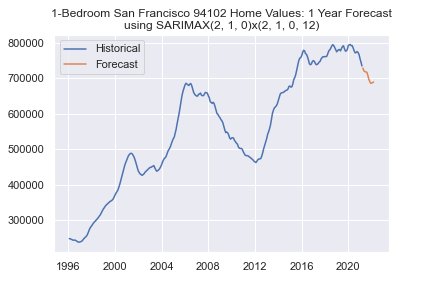 1-Bedroom San Francisco 94102 Home Values: 1 Year Forecast
using SARIMAX(2, 1, 0)x(2, 1, 0, 12)
800000
700000
600000
500000
400000
300000
Historical
Forecast
1996 2000 2004 2008 2012 2016 2020